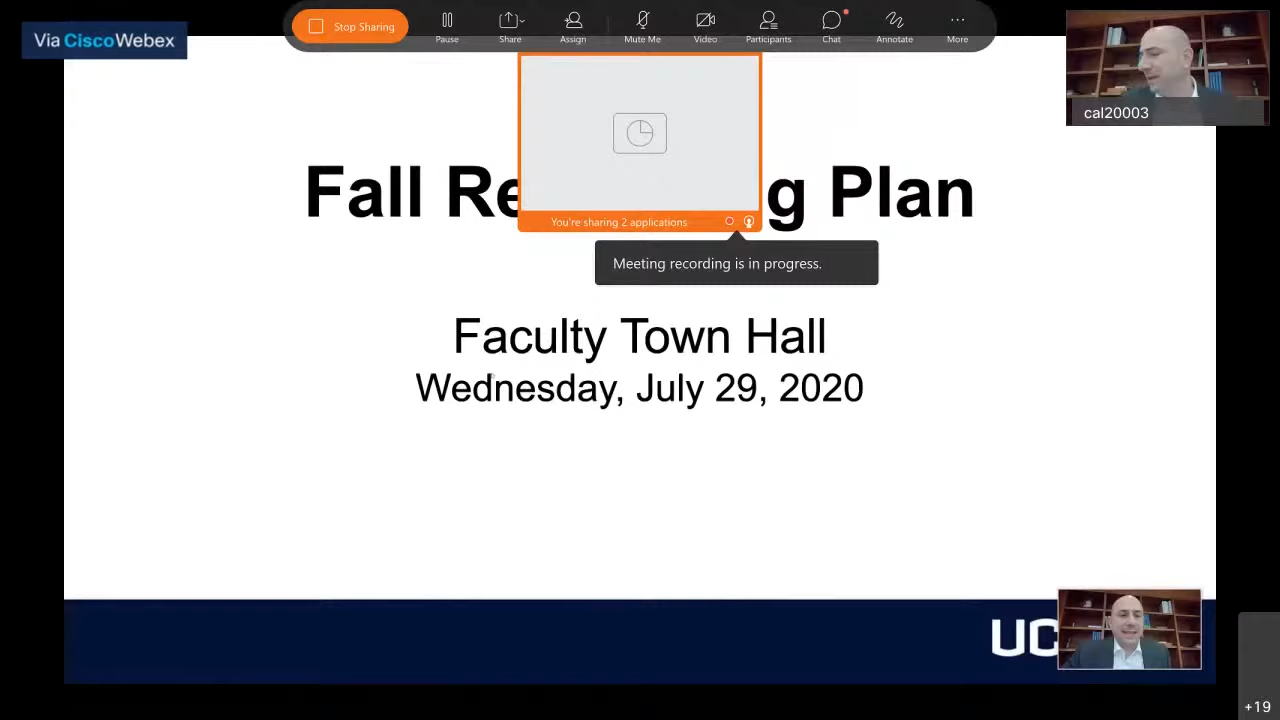 Via CiscoWebex
Stop Sharing
Pause
Share
Assign
Mute Me
Video
Participants
Chat
Annotate
More
cal20003
Fall Re g Plan
You're sharing 2 applications
Meeting recording is in progress.
Faculty Town Hall
Wednesday, July 29, 2020
UC
+19